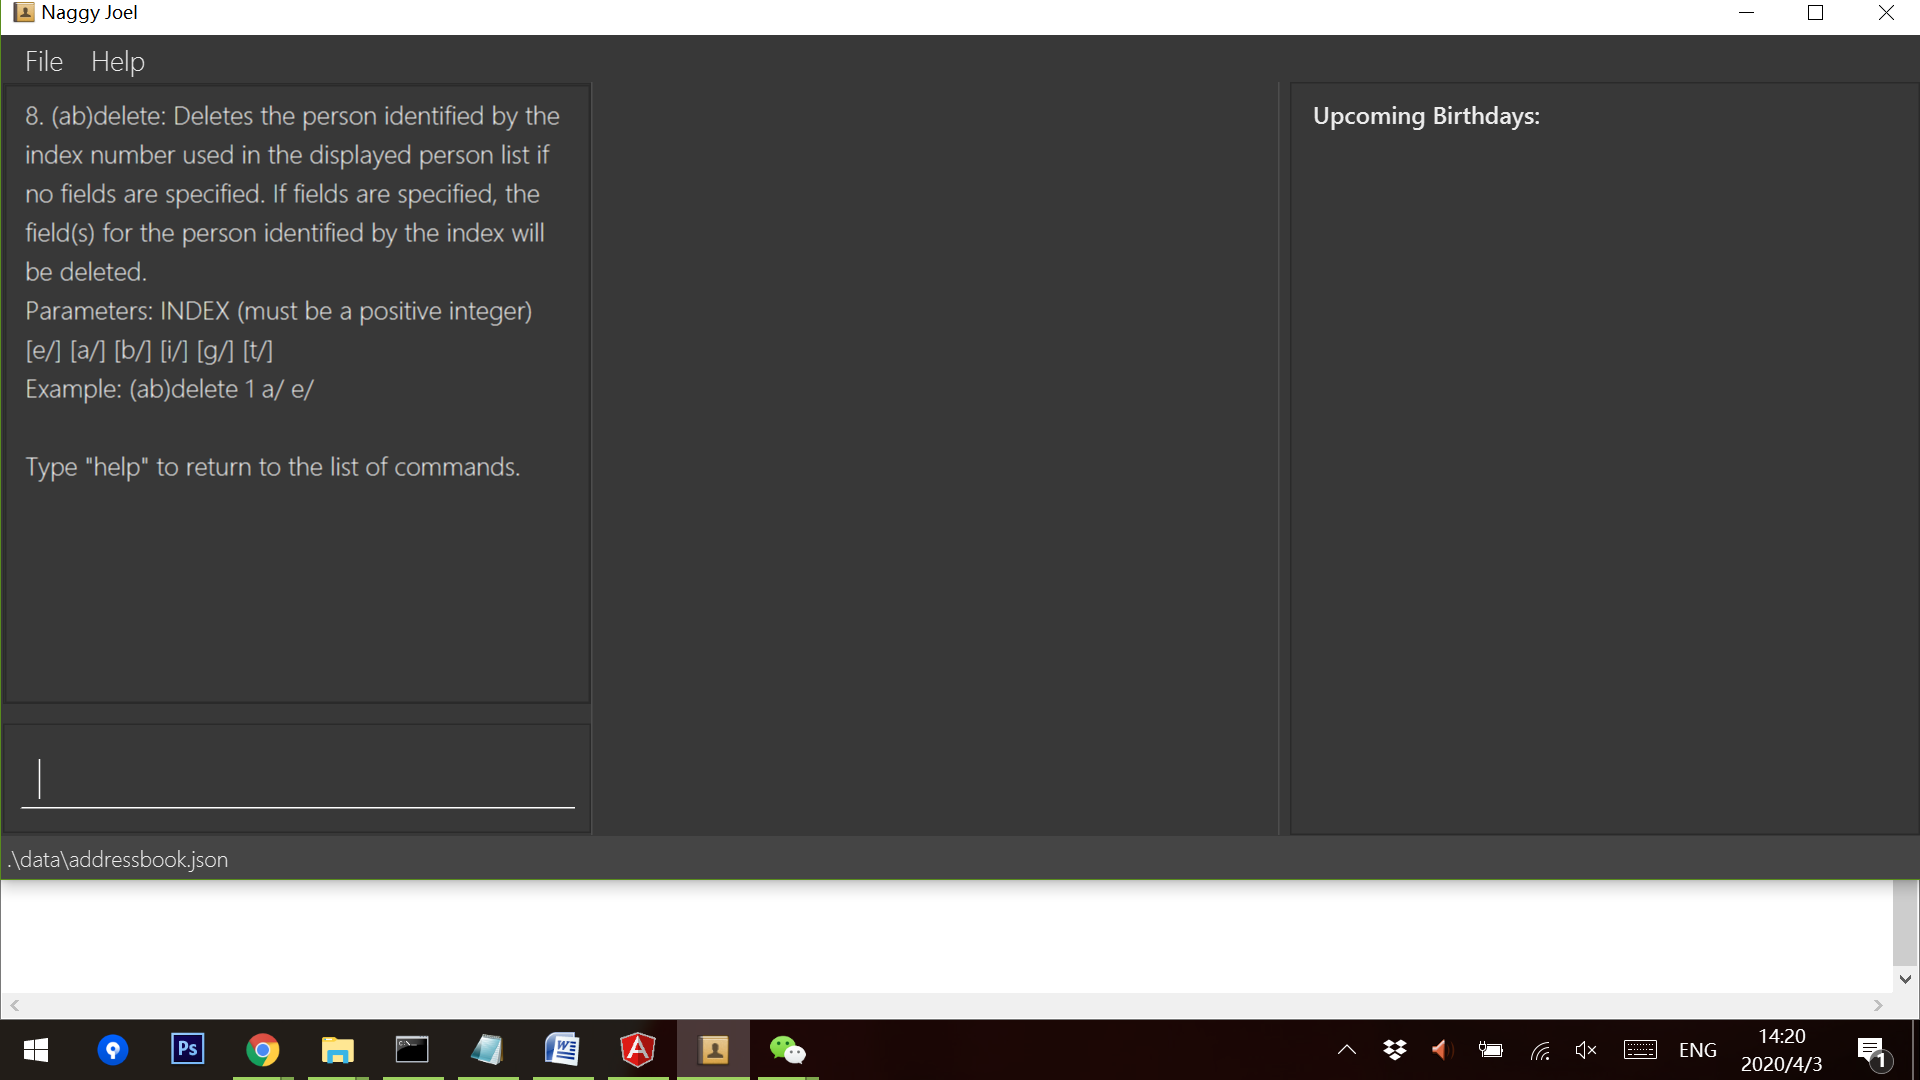 Naggy Joel
File Help
8. (ab)delete: Deletes the person identified by the
index number used in the displayed person list if
no fields are specified. If fields are specified, the
field(s) for the person identified by the index will
be deleted.
Parameters: INDEX (must be a positive integer)
[e/] [a/] [b/] [i/] [g/] [t/]
Example: (ab)delete 1 a/ e/
Type "help" to return to the list of commands.
Upcoming Birthdays:
.\data\addressbook.json
Ps
C:\.
W
A
ENG
14:20
2020/4/3
1